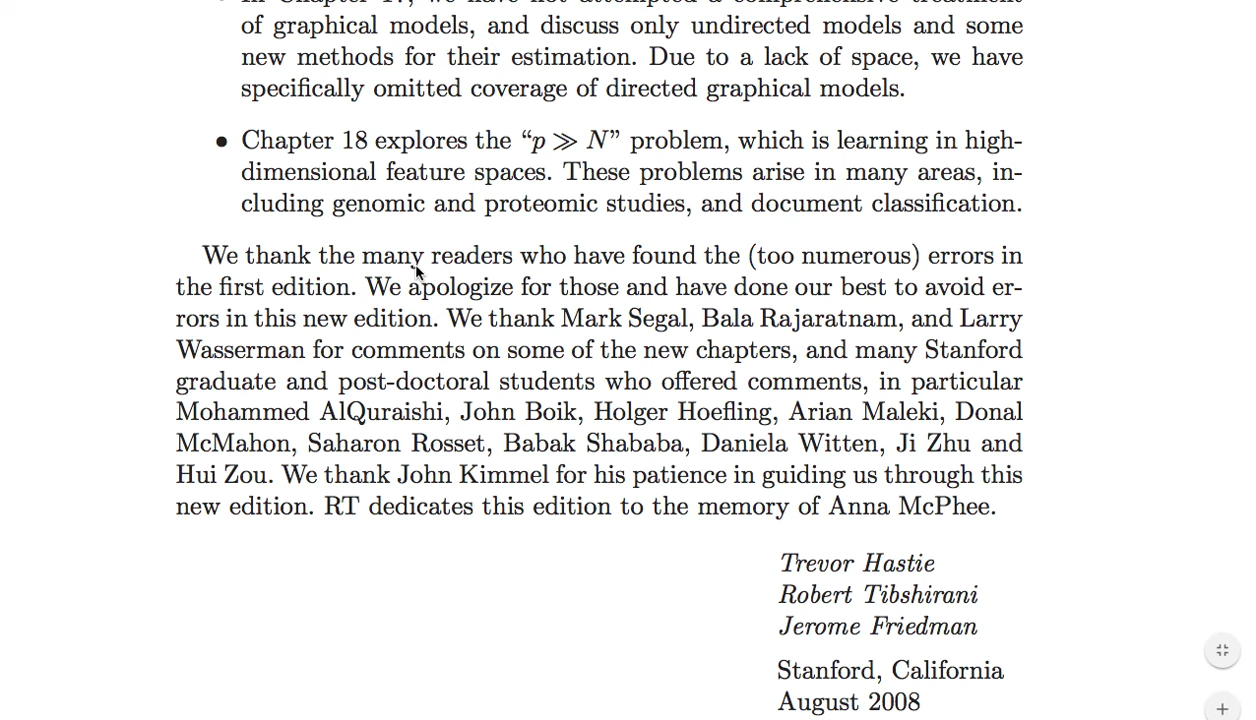 In Chapter 17, we have not attempted a comprehensive treatment
of graphical models, and discuss only undirected models and some
new methods for their estimation. Due to a lack of space, we have
specifically omitted coverage of directed graphical models.
• Chapter 18 explores the “p ≫ N” problem, which is learning in high-
dimensional feature spaces. These problems arise in many areas, in-
cluding genomic and proteomic studies, and document classification.
We thank the many readers who have found the (too numerous) errors in
the first edition. We apologize for those and have done our best to avoid er-
rors in this new edition. We thank Mark Segal, Bala Rajaratnam, and Larry
Wasserman for comments on some of the new chapters, and many Stanford
graduate and post-doctoral students who offered comments, in particular
Mohammed AlQuraishi, John Boik, Holger Hoefling, Arian Maleki, Donal
McMahon, Saharon Rosset, Babak Shababa, Daniela Witten, Ji Zhu and
Hui Zou. We thank John Kimmel for his patience in guiding us through this
new edition. RT dedicates this edition to the memory of Anna McPhee.
Trevor Hastie
Robert Tibshirani
Jerome Friedman
Stanford, California
August 2008